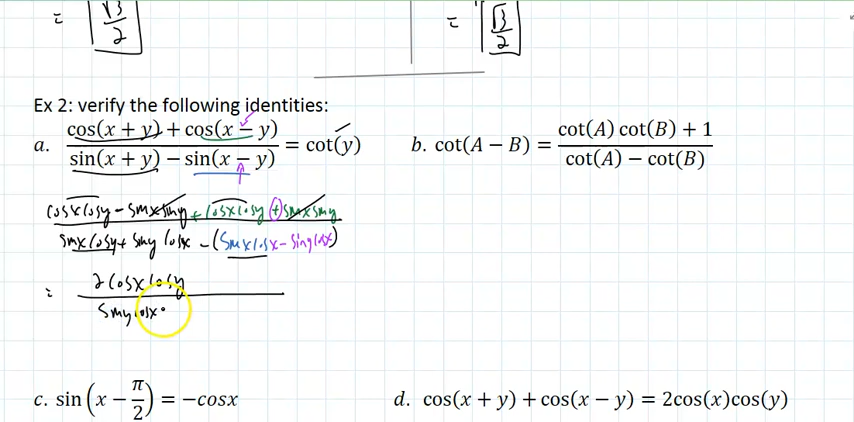 = √3/2 = √3/2
Ex 2: verify the following identities:
a. (cos(x + y) + cos(x − y))/(sin(x + y) − sin(x − y)) = cot(y) b. cot(A − B) = (cot(A) cot(B) + 1)/(cot(A) − cot(B))
cosxcosy − sinxsiny + cosxcosy + sinxsiny
sinxcosy + siny cosx − (sinxcosx − sinycosx)
= 2cosx cosy
sinycosx
c. sin(x − π/2) = −cosx d. cos(x + y) + cos(x − y) = 2cos(x)cos(y)